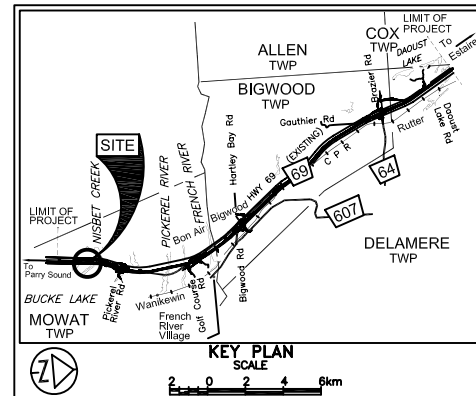 COX
TWP
LIMIT OF
PROJECT
To
Estaire
DAOUST
LAKE
ALLEN
TWP
BIGWOOD
TWP
Brazier Rd
Gauthier Rd
Hartley Bay Rd
HWY 69
(EXISTING)
69
C P R
Rutter
Daoust
Lake Rd
64
607
DELAMERE
TWP
SITE
NISBET CREEK
PICKEREL RIVER
FRENCH RIVER
LIMIT OF
PROJECT
Bon Air
Bigwood
Bigwood Rd
To
Parry Sound
Pickerel
River Rd
Wanikewin
Golf Course
Rd
BUCKE LAKE
MOWAT
TWP
French
River
Village
KEY PLAN
SCALE
Z
2 0 2 4 6km